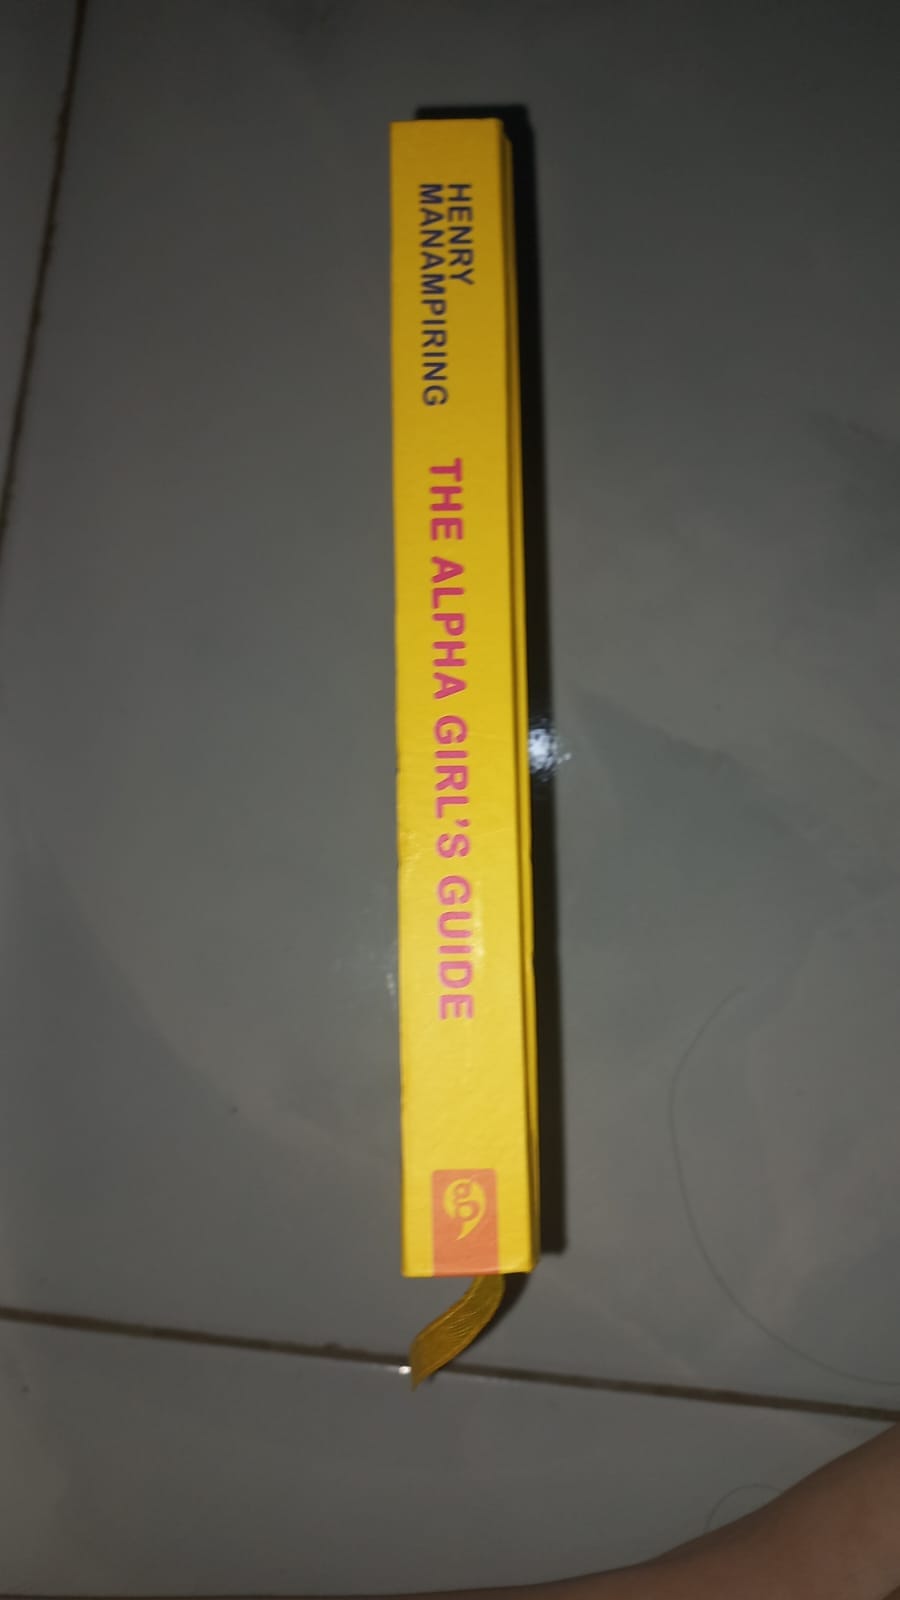 HENRY
MANAMPIRING
THE ALPHA GIRL'S GUIDE